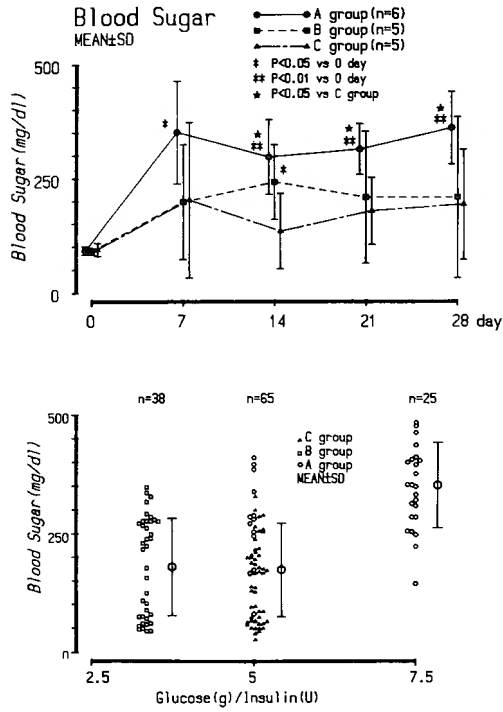 Blood Sugar
MEAN±SD
A group(n=6)
B group(n=5)
C group(n=5)
‡ P<0.05 vs 0 day
‡‡ P<0.01 vs 0 day
★ P<0.05 vs C group
Blood Sugar(mg/dl)
500
250
0
‡
★
‡‡
‡
★
‡‡
★
‡‡
0
7
14
21
28 day
n=38
n=65
n=25
C group
B group
A group
MEAN±SD
Blood Sugar(mg/dl)
500
250
n
2.5
5
7.5
Glucose(g)/Insulin(U)